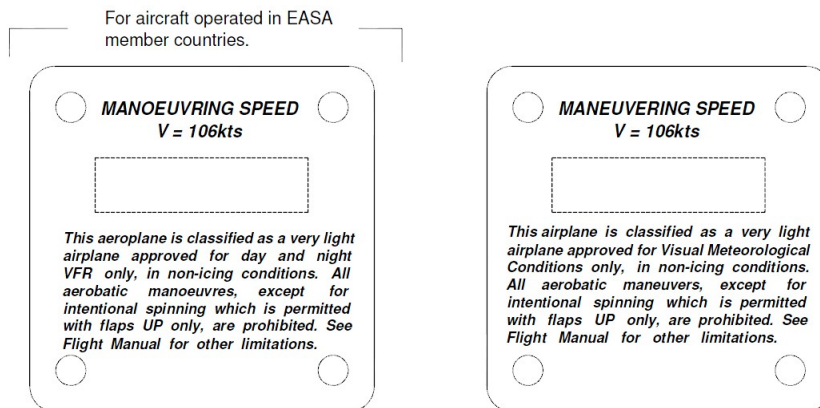 For aircraft operated in EASA
member countries.
MANOEUVRING SPEED
V = 106kts
This aeroplane is classified as a very light
airplane approved for day and night
VFR only, in non-icing conditions. All
aerobatic manoeuvres, except for
intentional spinning which is permitted
with flaps UP only, are prohibited. See
Flight Manual for other limitations.
MANEUVERING SPEED
V = 106kts
This airplane is classified as a very light
airplane approved for Visual Meteorological
Conditions only, in non-icing conditions.
All aerobatic maneuvers, except for
intentional spinning which is permitted
with flaps UP only, are prohibited. See
Flight Manual for other limitations.